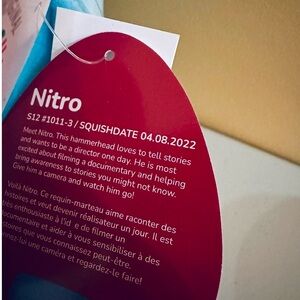 Nitro
S12 #1011-3 / SQUISHDATE 04.08.2022
Meet Nitro. This hammerhead loves to tell stories
and wants to be a director one day. He is most
excited about filming a documentary and helping
bring awareness to stories you might not know.
Give him a camera and watch him go!
Voilà Nitro. Ce requin-marteau aime raconter des
histoires et veut devenir réalisateur un jour. Il est
très enthousiaste à l'id e de filmer un
documentaire et aider à vous sensibiliser à des
stoires que vous connaissez peut-être.
nez-lui une caméra et regardez-le faire!